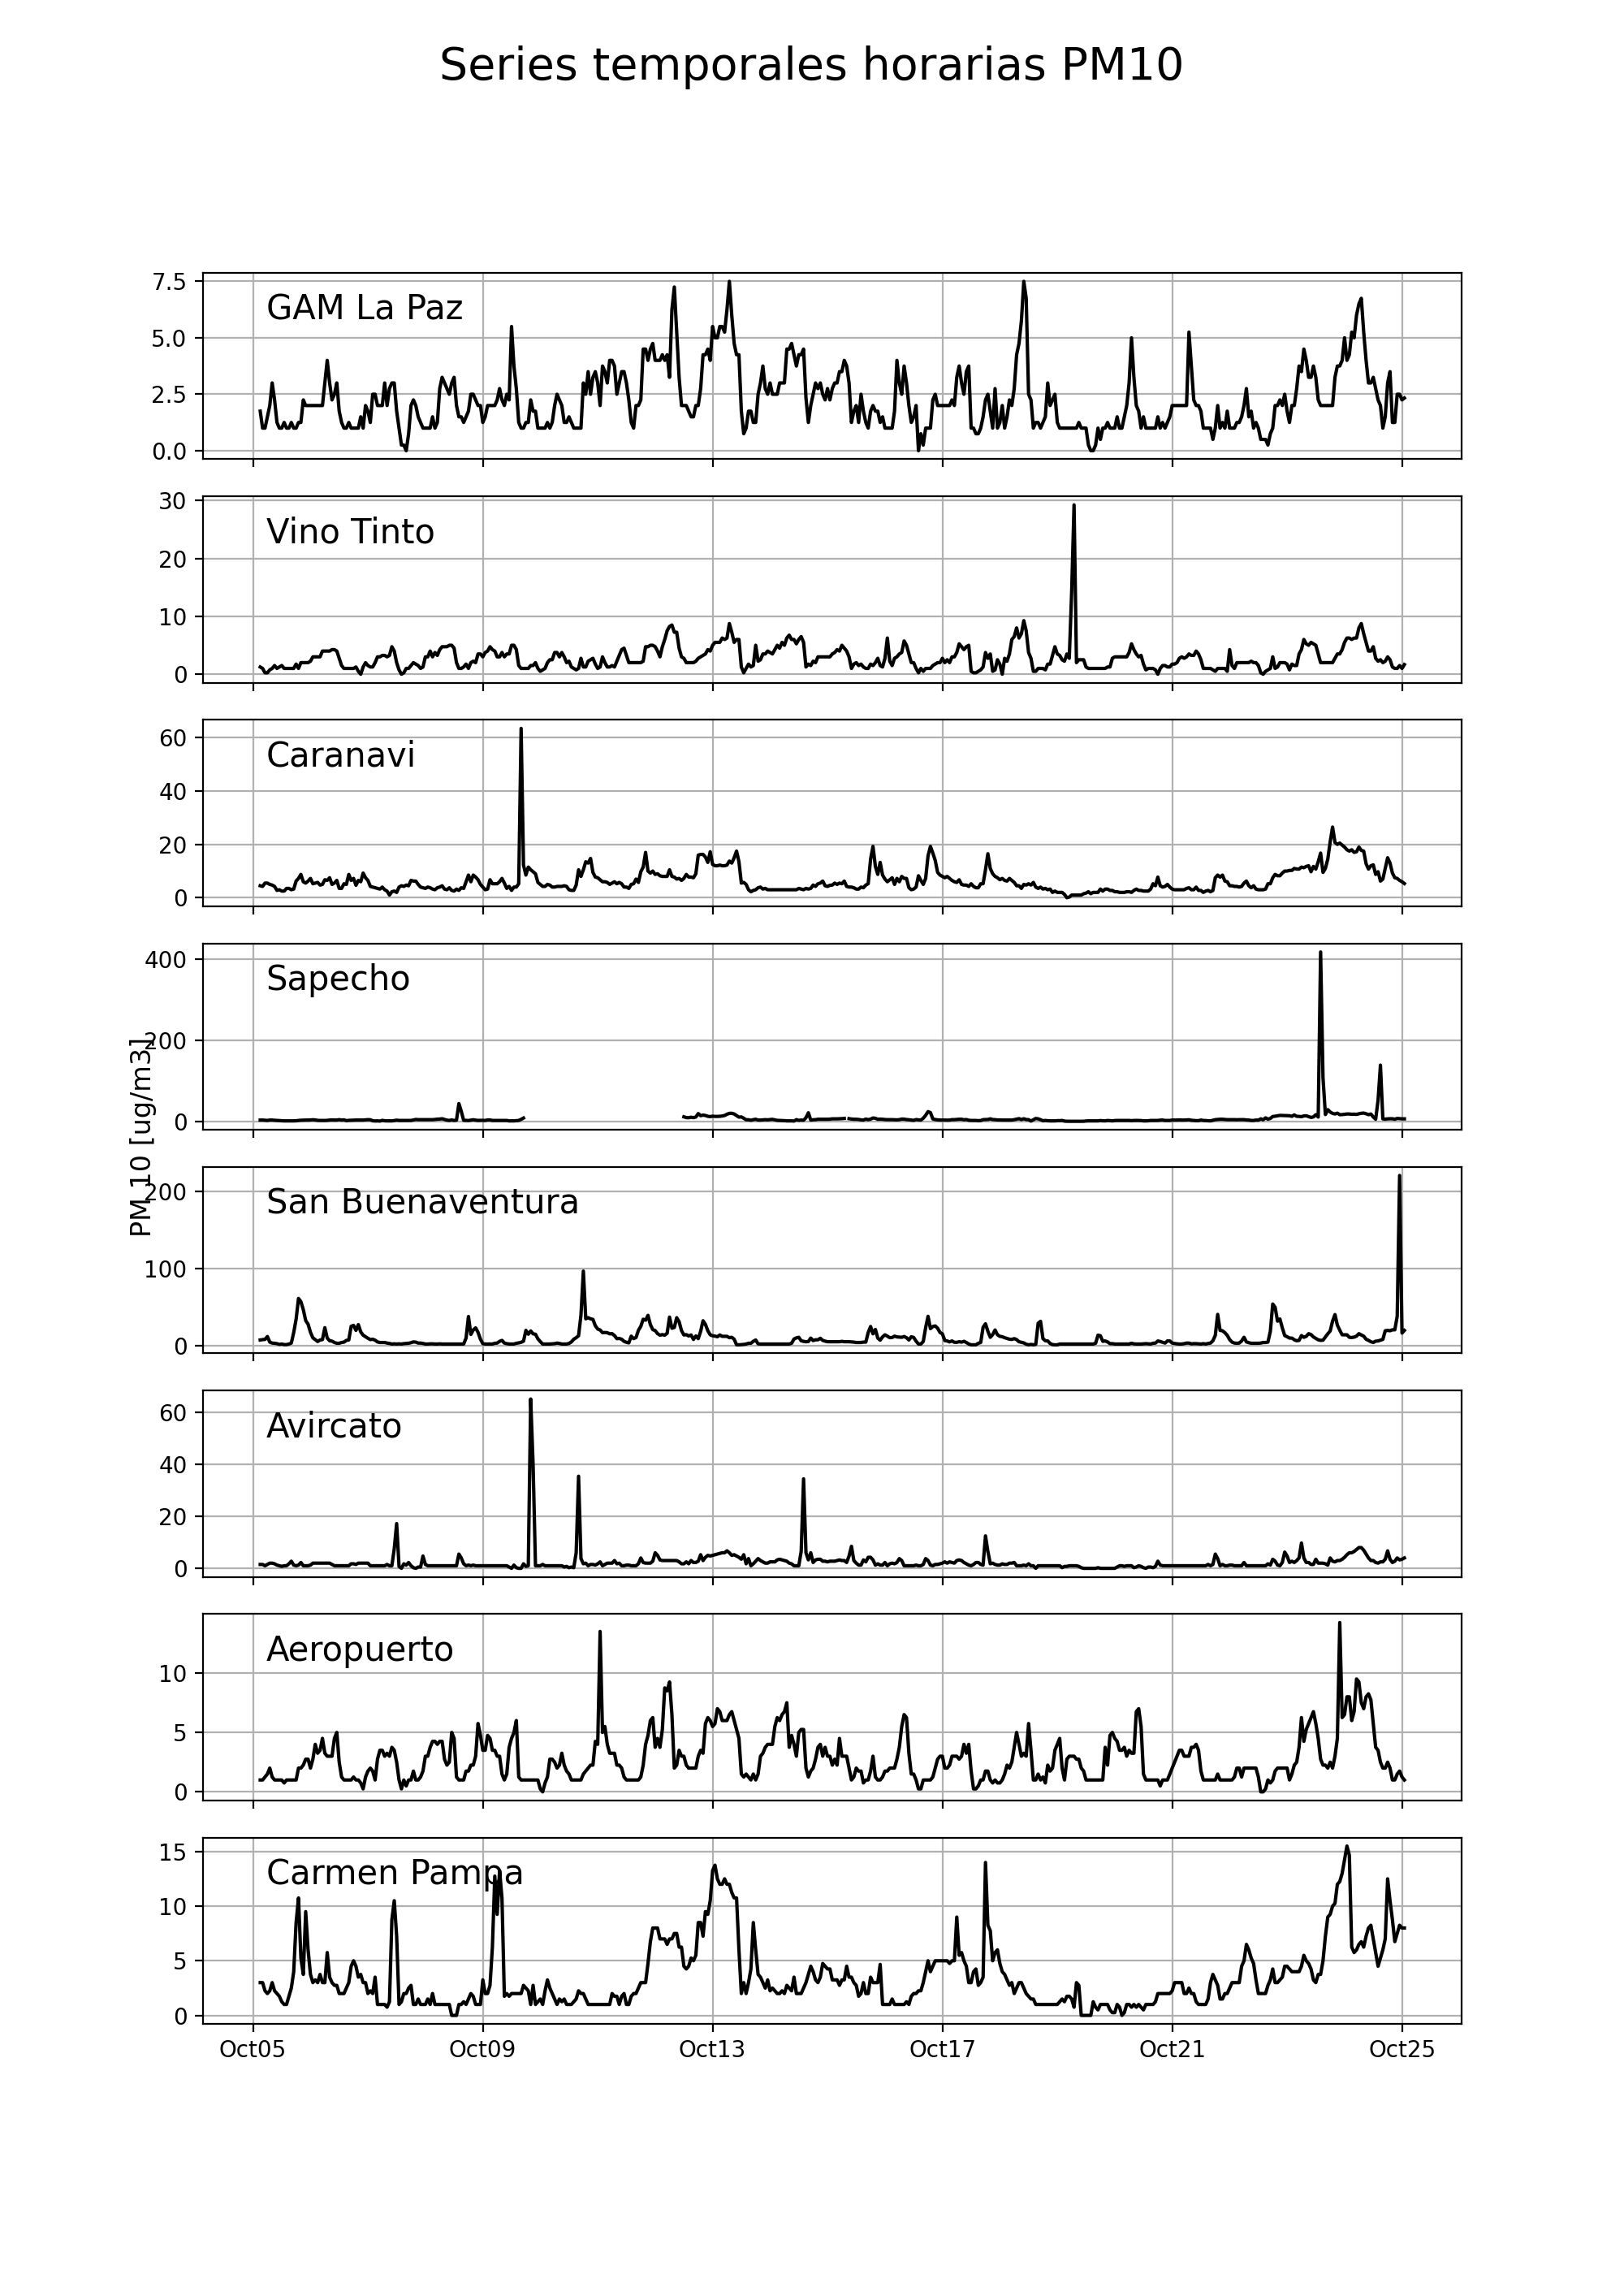 Series temporales horarias PM10
7.5
GAM La Paz
5.0
2.5
0.0
30
Vino Tinto
20
10
0
60
Caranavi
40
20
0
400
Sapecho
200
0
PM 10 [ug/m3]
200
San Buenaventura
100
0
60
Avircato
40
20
0
Aeropuerto
10
5
0
15
Carmen Pampa
10
5
0
Oct05 Oct09 Oct13 Oct17 Oct21 Oct25